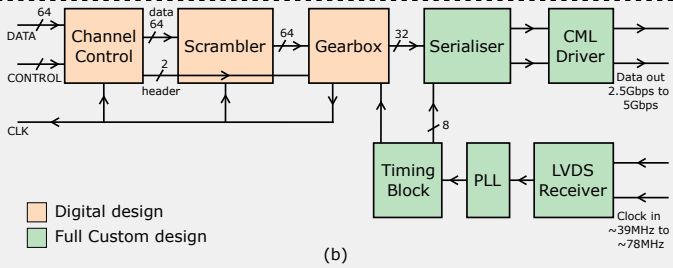 64
DATA
CONTROL
CLK
Channel
Control
data
64
2
header
Scrambler
64
Gearbox
32
Serialiser
CML
Driver
Data out
2.5Gbps to
5Gbps
8
Timing
Block
PLL
LVDS
Receiver
Clock in
~39MHz to
~78MHz
Digital design
Full Custom design
(b)